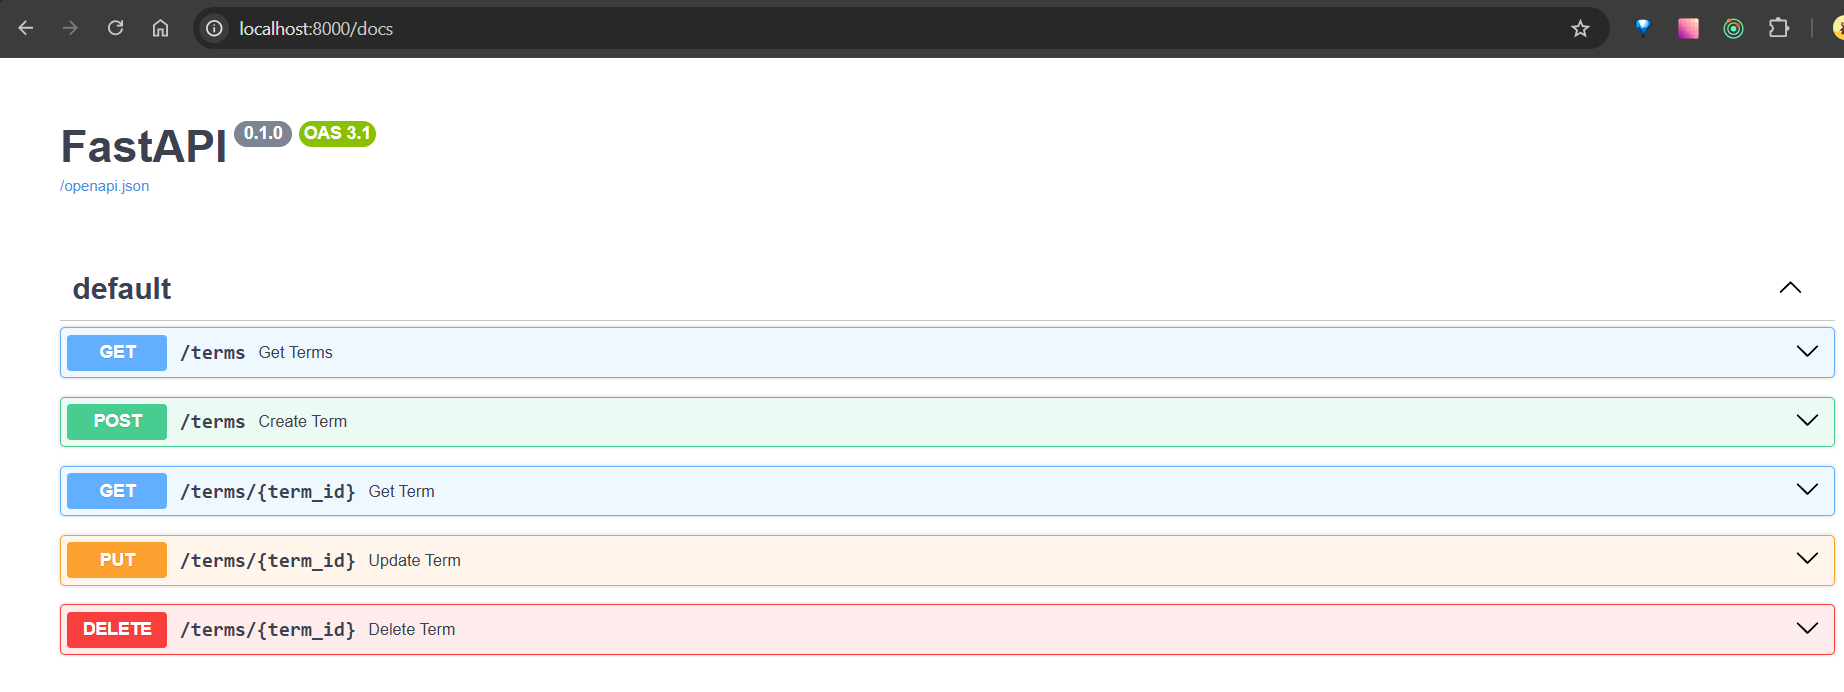 localhost:8000/docs
FastAPI 0.1.0 OAS 3.1
/openapi.json
default
GET /terms Get Terms
POST /terms Create Term
GET /terms/{term_id} Get Term
PUT /terms/{term_id} Update Term
DELETE /terms/{term_id} Delete Term